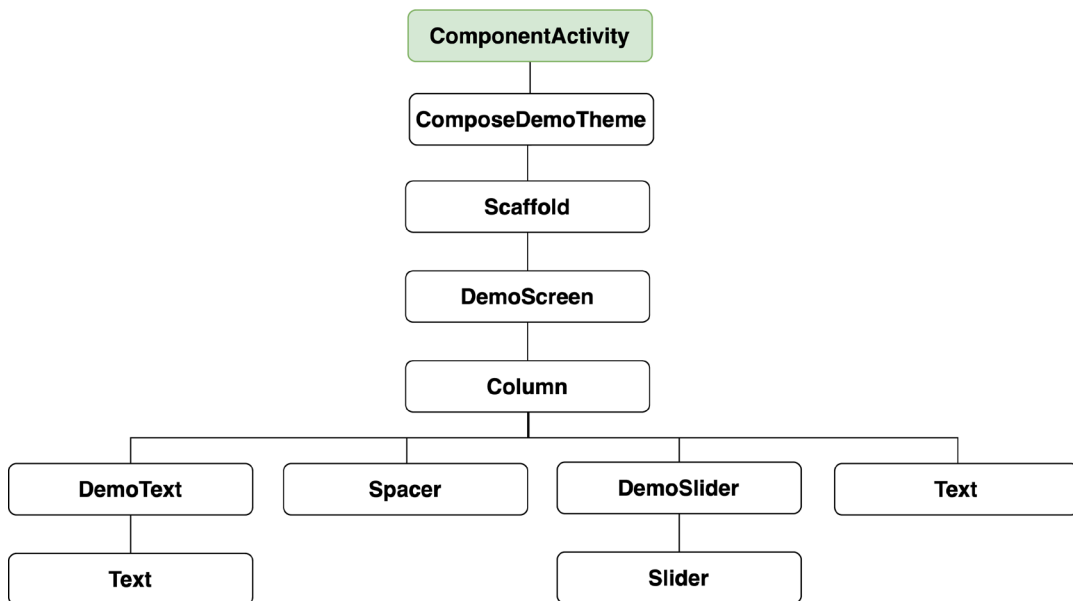 ComponentActivity
ComposeDemoTheme
Scaffold
DemoScreen
Column
DemoText
Spacer
DemoSlider
Text
Text
Slider